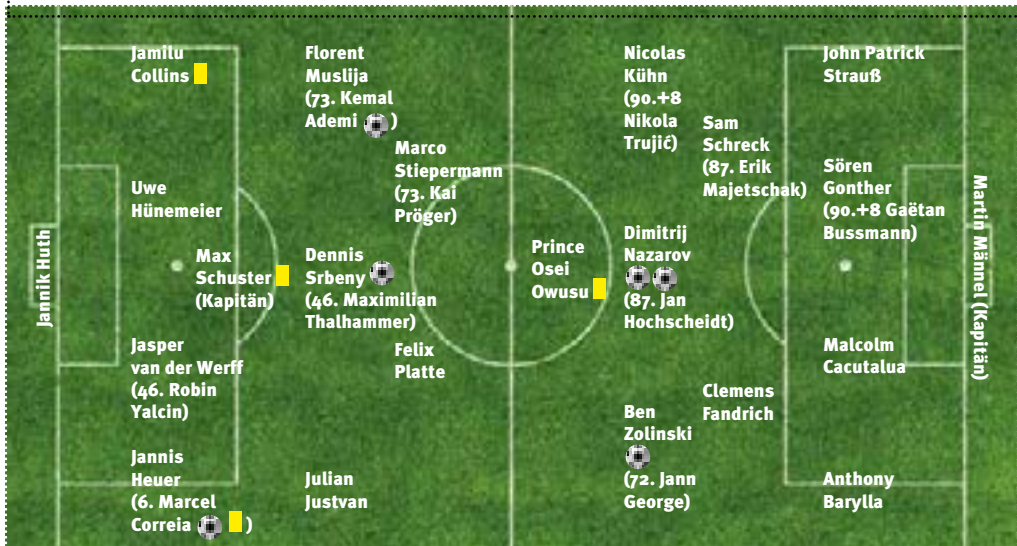 Jannik Huth
Jamilu
Collins
Uwe
Hünemeier
Max
Schuster
(Kapitän)
Jasper
van der Werff
(46. Robin
Yalcin)
Jannis
Heuer
(6. Marcel
Correia )
Florent
Muslija
(73. Kemal
Ademi )
Marco
Stiepermann
(73. Kai
Pröger)
Dennis
Srbeny
(46. Maximilian
Thalhammer)
Felix
Platte
Julian
Justvan
Prince
Osei
Owusu
Nicolas
Kühn
(90.+8
Nikola
Trujić)
Sam
Schreck
(87. Erik
Majetschak)
Dimitrij
Nazarov
(87. Jan
Hochscheidt)
Clemens
Fandrich
Ben
Zolinski
(72. Jann
George)
John Patrick
Strauß
Sören
Gonther
(90.+8 Gaëtan
Bussmann)
Malcolm
Cacutalua
Anthony
Barylla
Martin Männel (Kapitän)